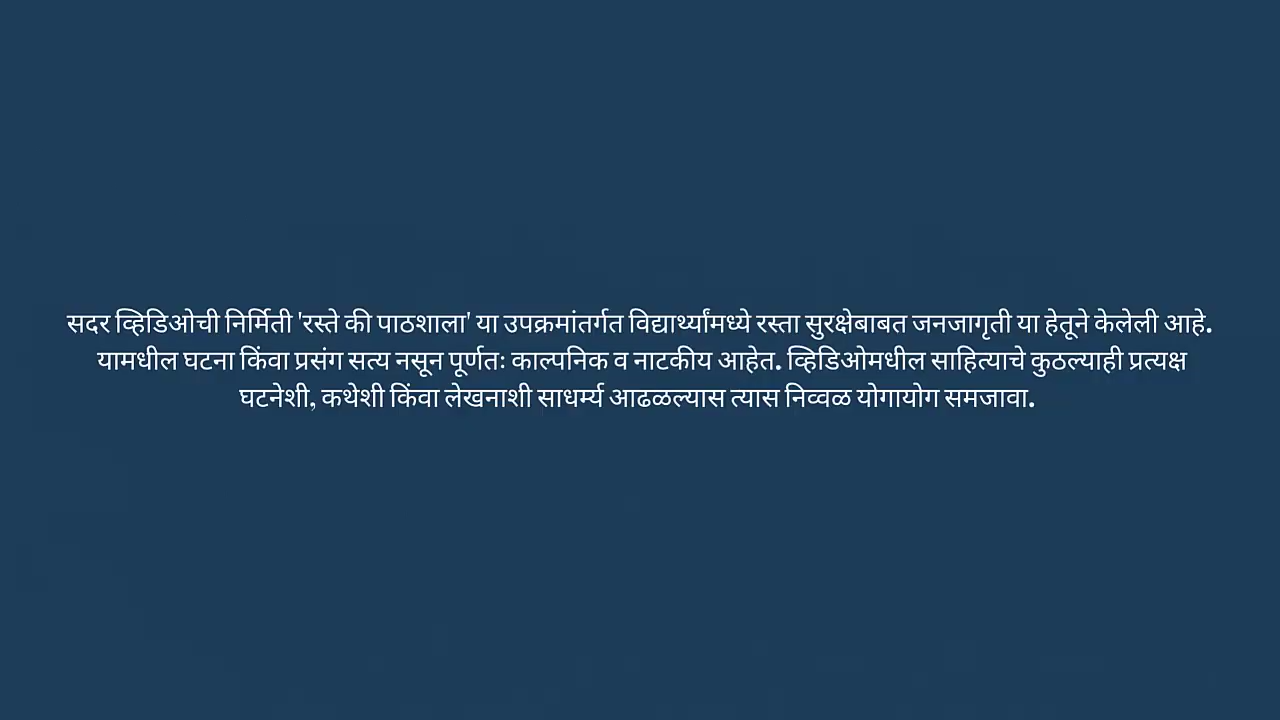 सदर व्हिडिओची निर्मिती 'रस्ते की पाठशाला' या उपक्रमांतर्गत विद्यार्थ्यांमध्ये रस्ता सुरक्षेबाबत जनजागृती या हेतूने केलेली आहे.
यामधील घटना किंवा प्रसंग सत्य नसून पूर्णतः काल्पनिक व नाटकीय आहेत. व्हिडिओमधील साहित्याचे कुठल्याही प्रत्यक्ष
घटनेशी, कथेशी किंवा लेखनाशी साधर्म्य आढळल्यास त्यास निव्वळ योगायोग समजावा.